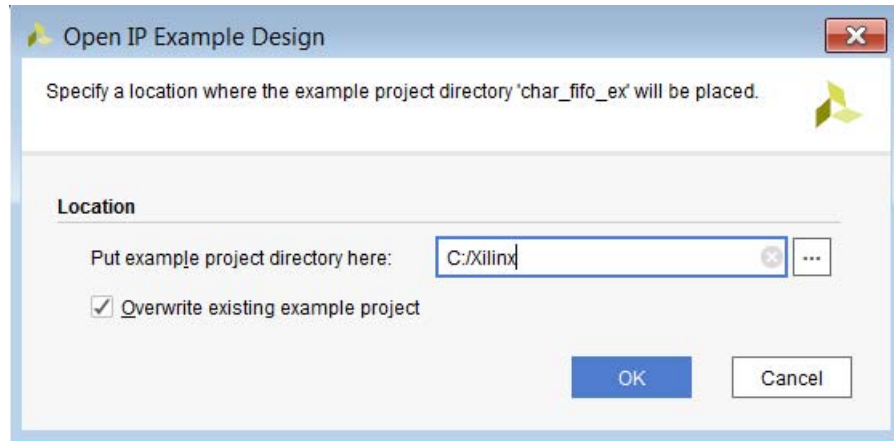 Open IP Example Design
Specify a location where the example project directory 'char_fifo_ex' will be placed.
Location
Put example project directory here: C:/Xilinx ...
Overwrite existing example project
OK Cancel